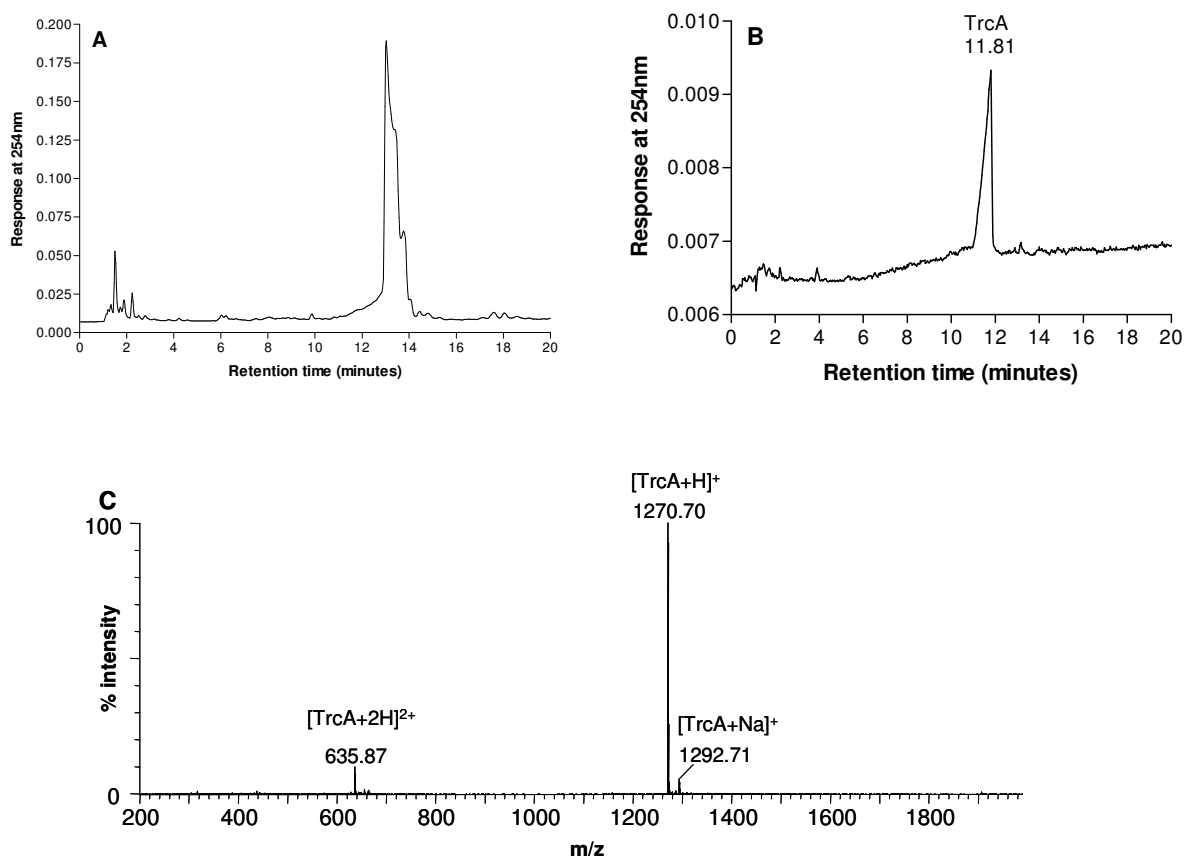 A
0.200
0.175
0.150
0.125
0.100
0.075
0.050
0.025
0.000
0 2 4 6 8 10 12 14 16 18 20
Response at 254nm
Retention time (minutes)
B
TrcA
11.81
0.010
0.009
0.008
0.007
0.006
0 2 4 6 8 10 12 14 16 18 20
Response at 254nm
Retention time (minutes)
C
[TrcA+H]⁺
1270.70
100
[TrcA+2H]²⁺
635.87
[TrcA+Na]⁺
1292.71
0
% intensity
200 400 600 800 1000 1200 1400 1600 1800
m/z